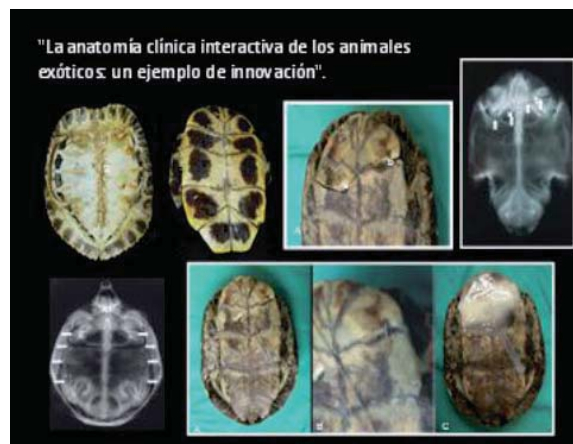 "La anatomía clínica interactiva de los animales
exóticos: un ejemplo de innovación".
A
A
B
C